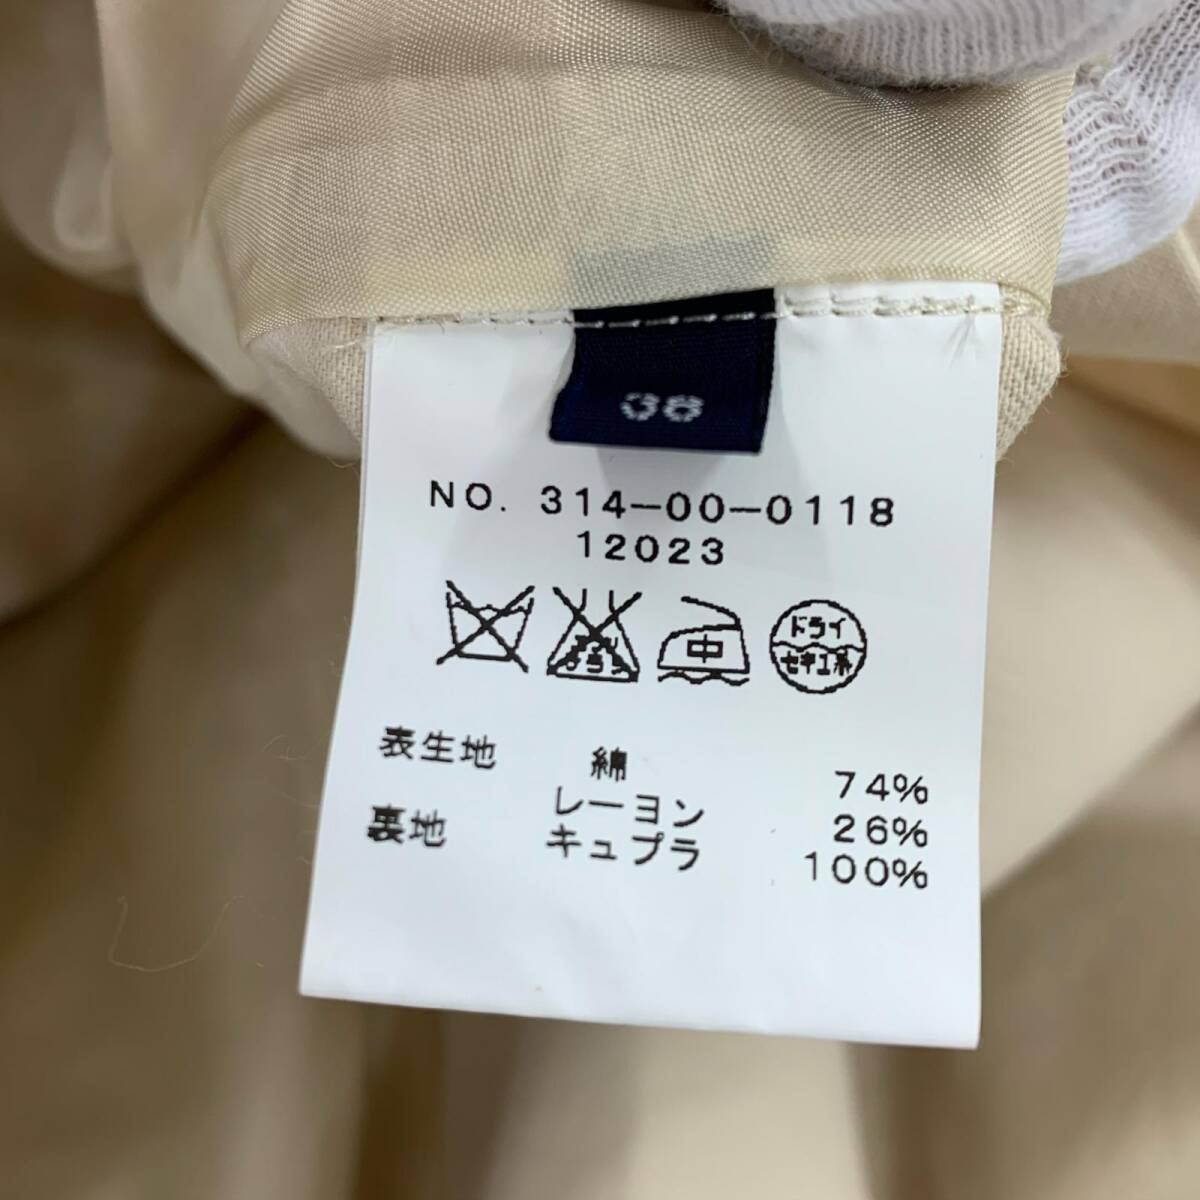 38
NO. 314-00-0118
12023
中
ドライ
セキユ系
表生地 綿 74%
レーヨン 26%
裏地 キュプラ 100%